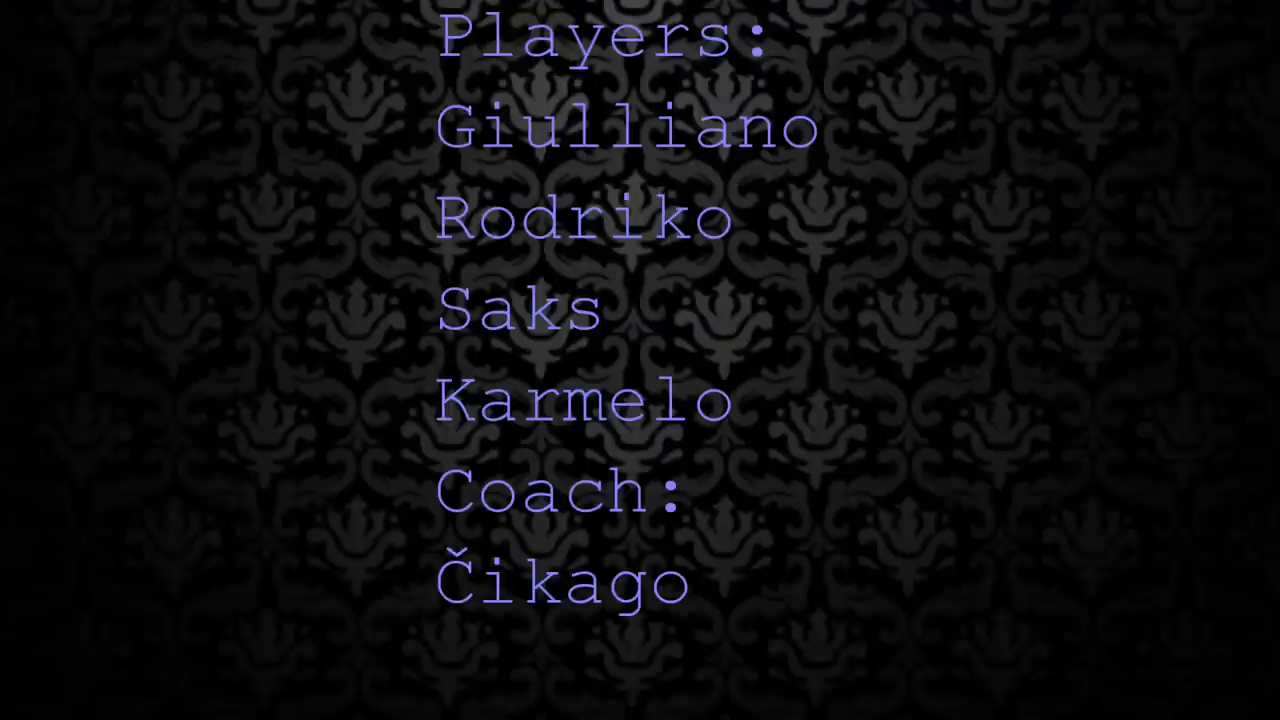 Players:
Giulliano
Rodriko
Saks
Karmelo
Coach:
Čikago